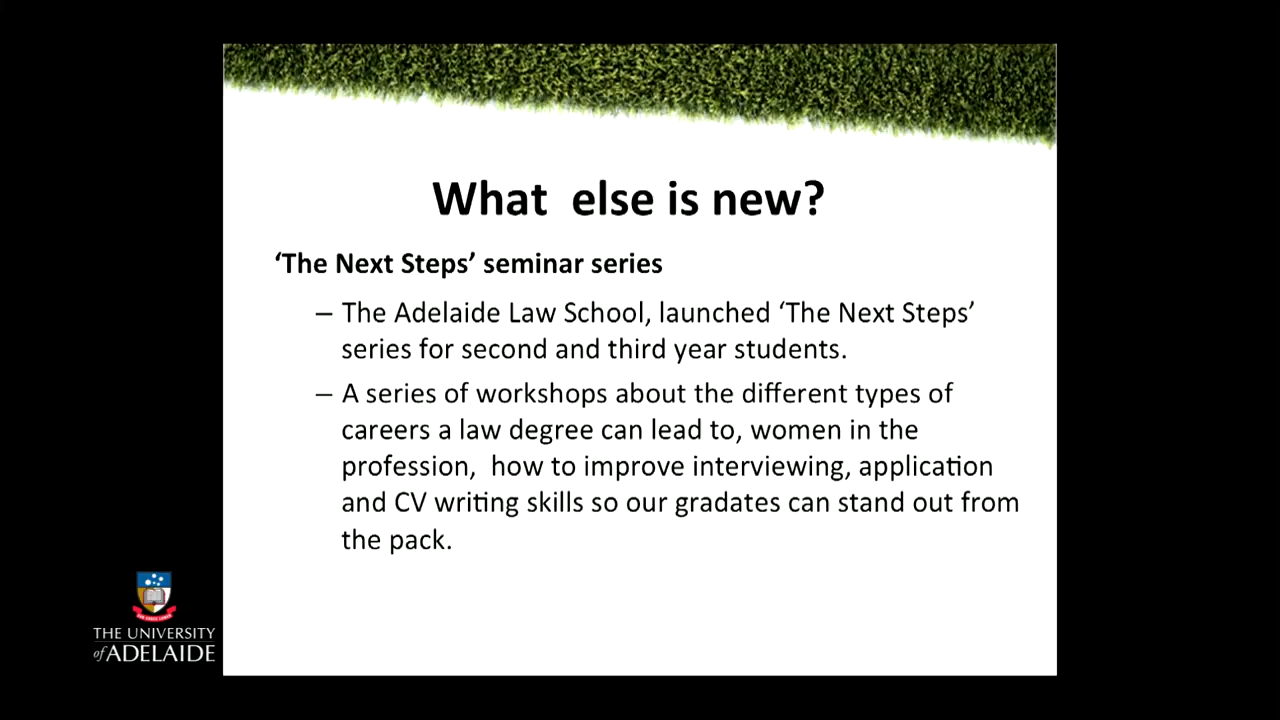 What  else is new?
‘The Next Steps’ seminar series
– The Adelaide Law School, launched ‘The Next Steps’
series for second and third year students.
– A series of workshops about the different types of
careers a law degree can lead to, women in the
profession,  how to improve interviewing, application
and CV writing skills so our gradates can stand out from
the pack.
THE UNIVERSITY
of ADELAIDE